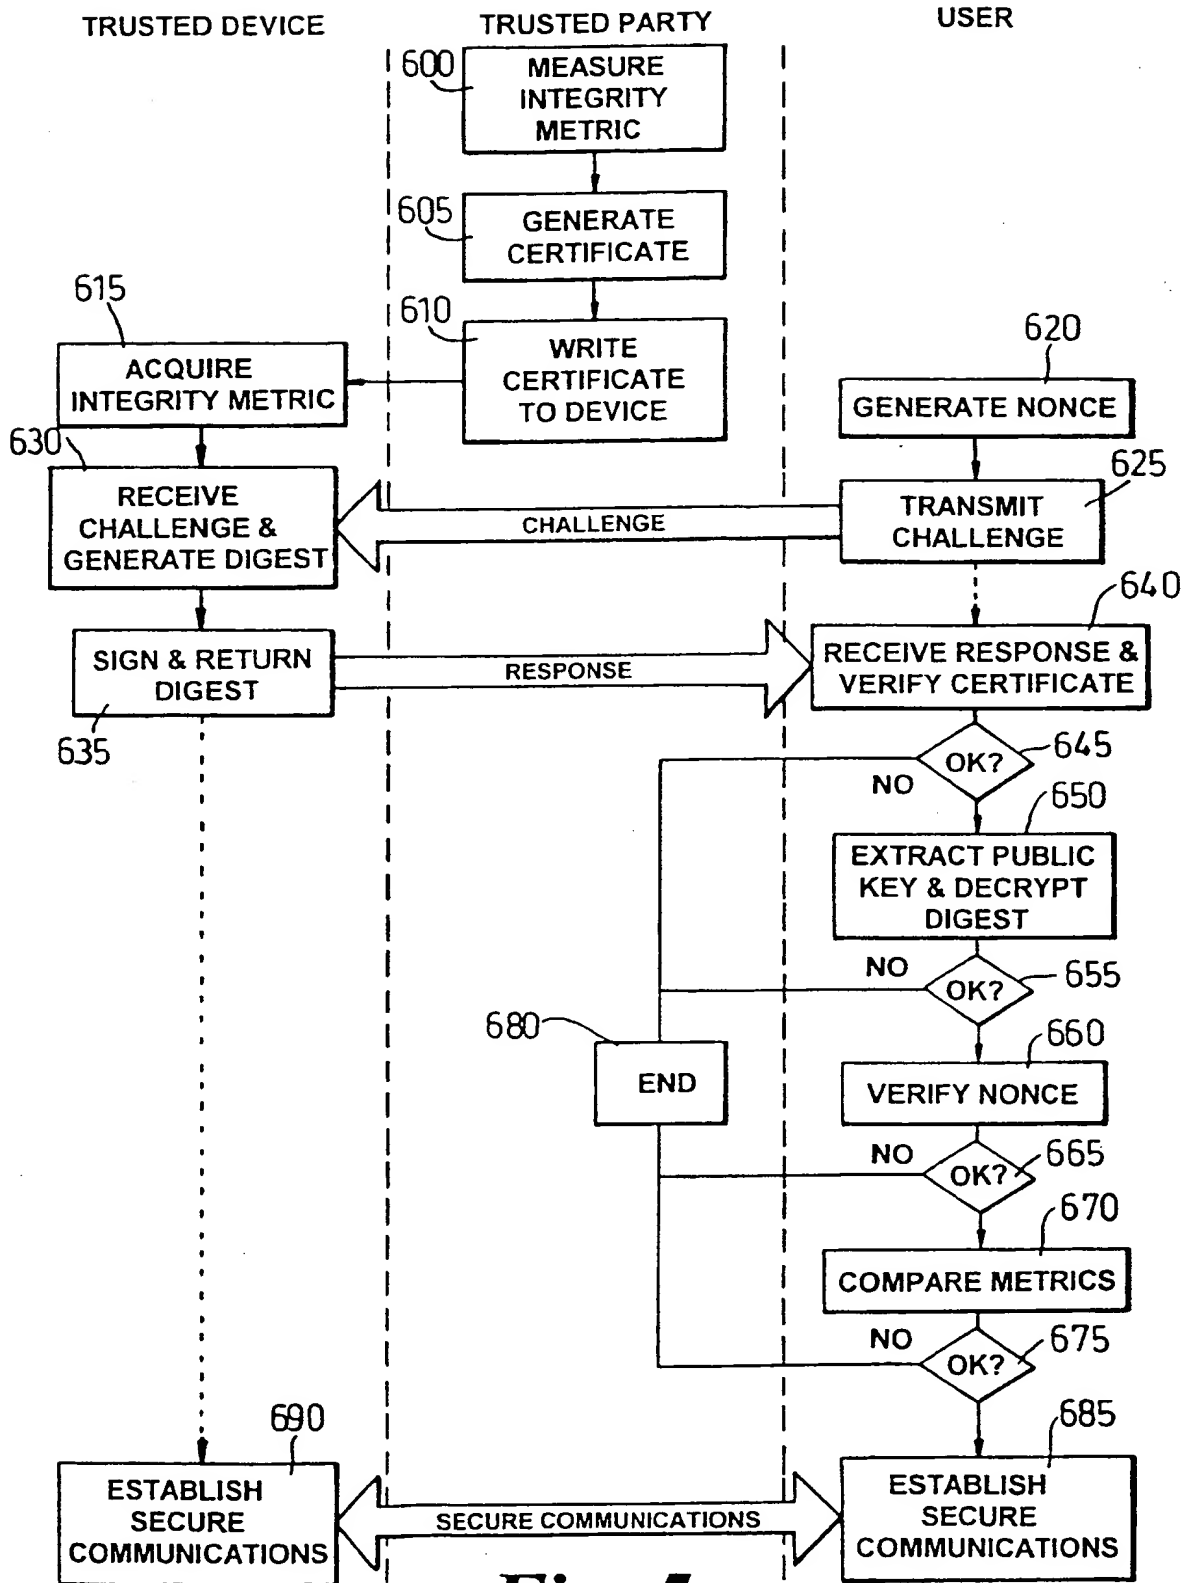 TRUSTED DEVICE
TRUSTED PARTY
USER
600
MEASURE
INTEGRITY
METRIC
605
GENERATE
CERTIFICATE
610
WRITE
CERTIFICATE
TO DEVICE
615
ACQUIRE
INTEGRITY METRIC
620
GENERATE NONCE
625
TRANSMIT
CHALLENGE
CHALLENGE
630
RECEIVE
CHALLENGE &
GENERATE DIGEST
635
SIGN & RETURN
DIGEST
RESPONSE
640
RECEIVE RESPONSE &
VERIFY CERTIFICATE
645
OK?
NO
650
EXTRACT PUBLIC
KEY & DECRYPT
DIGEST
655
OK?
NO
660
VERIFY NONCE
665
OK?
NO
670
COMPARE METRICS
675
OK?
NO
680
END
685
ESTABLISH
SECURE
COMMUNICATIONS
SECURE COMMUNICATIONS
690
ESTABLISH
SECURE
COMMUNICATIONS